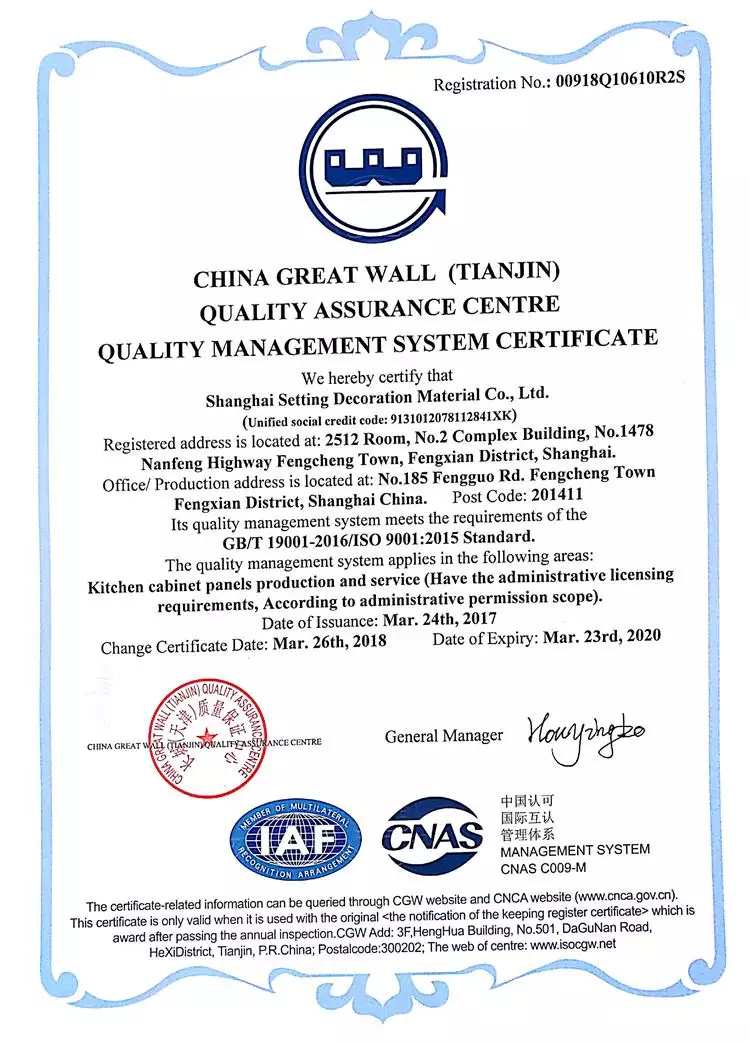 Registration No.: 00918Q10610R2S
CHINA GREAT WALL (TIANJIN)
QUALITY ASSURANCE CENTRE
QUALITY MANAGEMENT SYSTEM CERTIFICATE
We hereby certify that
Shanghai Setting Decoration Material Co., Ltd.
(Unified social credit code: 9131012078112841XK)
Registered address is located at: 2512 Room, No.2 Complex Building, No.1478
Nanfeng Highway Fengcheng Town, Fengxian District, Shanghai.
Office/ Production address is located at: No.185 Fengguo Rd. Fengcheng Town
Fengxian District, Shanghai China. Post Code: 201411
Its quality management system meets the requirements of the
GB/T 19001-2016/ISO 9001:2015 Standard.
The quality management system applies in the following areas:
Kitchen cabinet panels production and service (Have the administrative licensing
requirements, According to administrative permission scope).
Date of Issuance: Mar. 24th, 2017
Change Certificate Date: Mar. 26th, 2018 Date of Expiry: Mar. 23rd, 2020
CHINA GREAT WALL (TIANJIN) QUALITY ASSURANCE CENTRE
长城(天津)质量保证中心
CHINA GREAT WALL (TIANJIN)QUALITY ASSURANCE CENTRE
General Manager
MEMBER OF MULTILATERAL
IAF
RECOGNITION ARRANGEMENT
CNAS
中国认可
国际互认
管理体系
MANAGEMENT SYSTEM
CNAS C009-M
The certificate-related information can be queried through CGW website and CNCA website (www.cnca.gov.cn).
This certificate is only valid when it is used with the original <the notification of the keeping register certificate> which is
award after passing the annual inspection.CGW Add: 3F,HengHua Building, No.501, DaGuNan Road,
HeXiDistrict, Tianjin, P.R.China; Postalcode:300202; The web of centre: www.isocgw.net